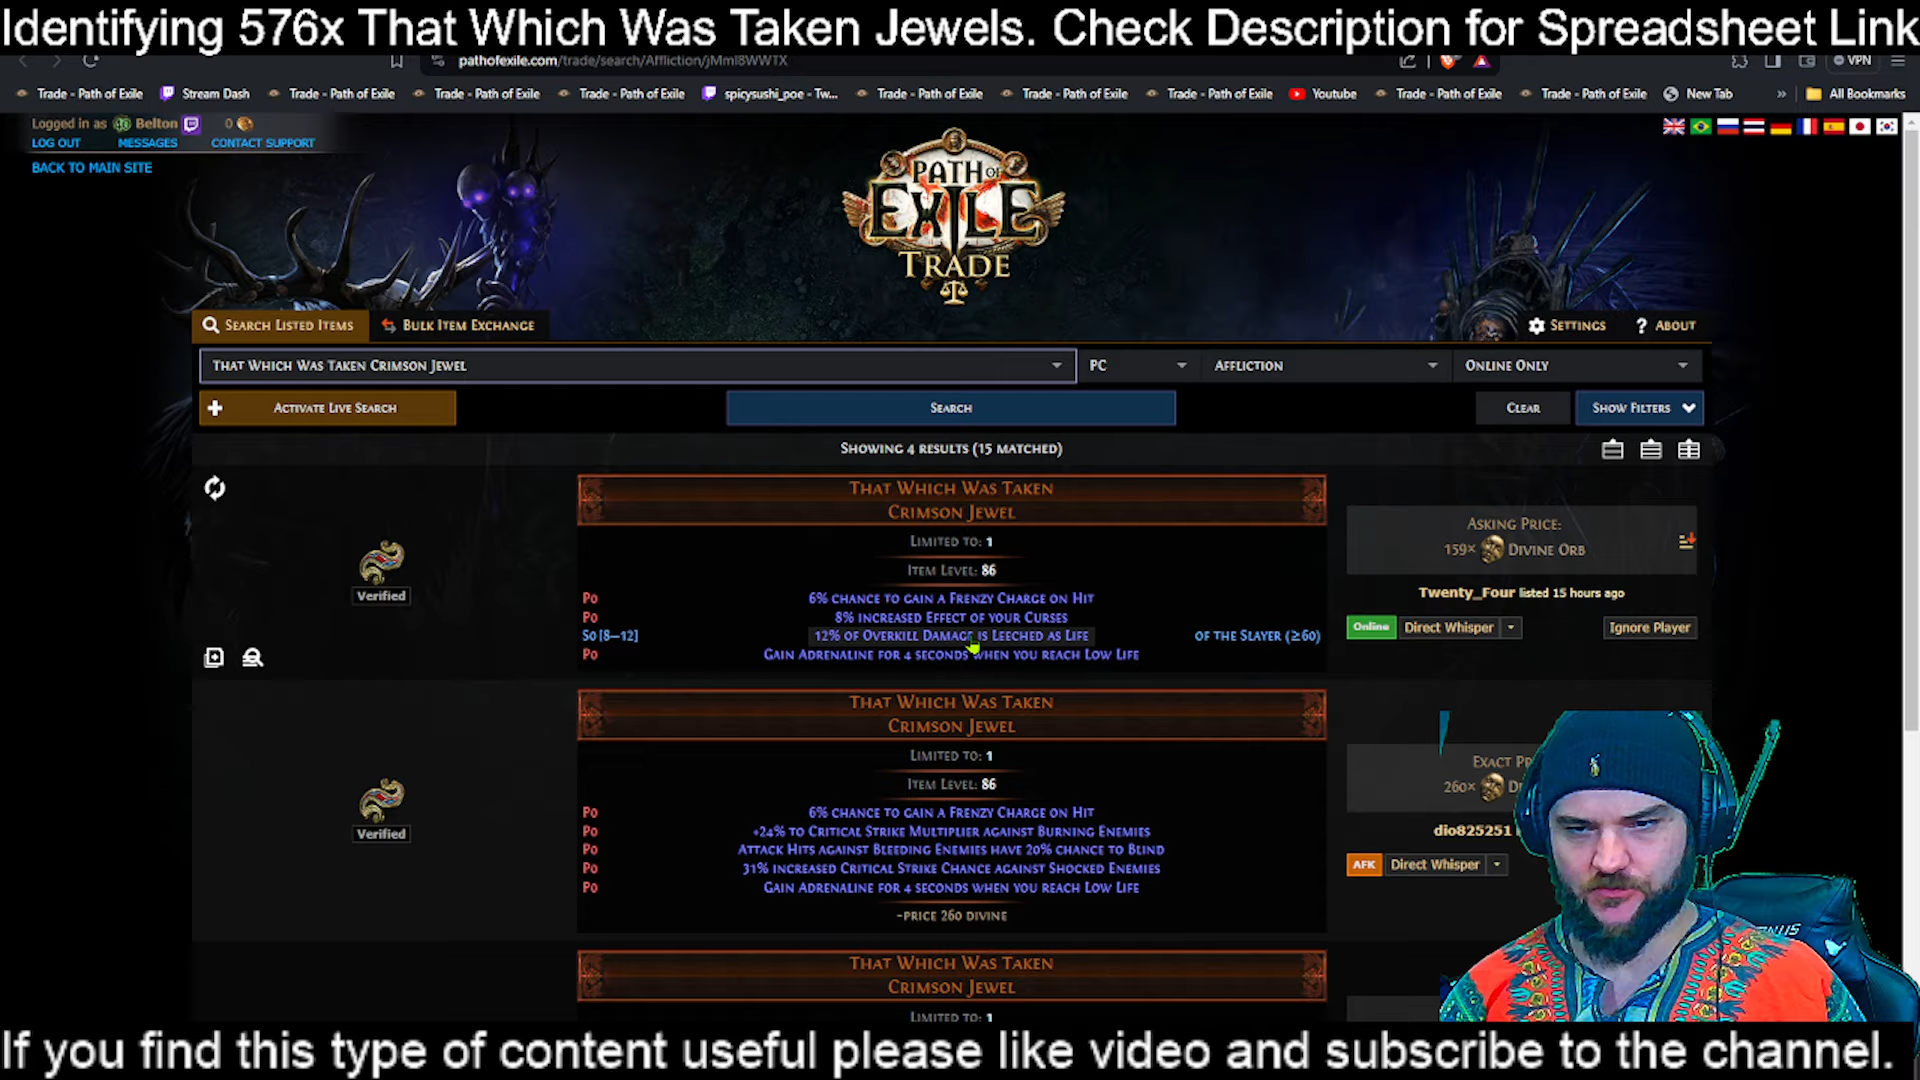 Identifying 576x That Which Was Taken Jewels. Check Description for Spreadsheet Link
pathofexile.com/trade/search/Affliction/jMmI8WWTX
VPN
Trade - Path of Exile
Stream Dash
Trade - Path of Exile
Trade - Path of Exile
Trade - Path of Exile
spicysushi_poe - Tw...
Trade - Path of Exile
Trade - Path of Exile
Trade - Path of Exile
Youtube
Trade - Path of Exile
Trade - Path of Exile
New Tab
» All Bookmarks
Logged in as Belton 0
LOG OUT MESSAGES CONTACT SUPPORT
BACK TO MAIN SITE
PATH OF
EXILE
TRADE
SEARCH LISTED ITEMS BULK ITEM EXCHANGE SETTINGS ? ABOUT
THAT WHICH WAS TAKEN CRIMSON JEWEL PC AFFLICTION ONLINE ONLY
ACTIVATE LIVE SEARCH SEARCH CLEAR SHOW FILTERS
SHOWING 4 RESULTS (15 MATCHED)
THAT WHICH WAS TAKEN
CRIMSON JEWEL
LIMITED TO: 1
ITEM LEVEL: 86
Po 6% CHANCE TO GAIN A FRENZY CHARGE ON HIT
Po 8% INCREASED EFFECT OF YOUR CURSES
So [8—12] 12% OF OVERKILL DAMAGE IS LEECHED AS LIFE OF THE SLAYER (≥60)
Po GAIN ADRENALINE FOR 4 SECONDS WHEN YOU REACH LOW LIFE
Verified
ASKING PRICE:
159× DIVINE ORB
Twenty_Four listed 15 hours ago
Online Direct Whisper Ignore Player
THAT WHICH WAS TAKEN
CRIMSON JEWEL
LIMITED TO: 1
ITEM LEVEL: 86
Po 6% CHANCE TO GAIN A FRENZY CHARGE ON HIT
Po +24% TO CRITICAL STRIKE MULTIPLIER AGAINST BURNING ENEMIES
Po ATTACK HITS AGAINST BLEEDING ENEMIES HAVE 20% CHANCE TO BLIND
Po 31% INCREASED CRITICAL STRIKE CHANCE AGAINST SHOCKED ENEMIES
Po GAIN ADRENALINE FOR 4 SECONDS WHEN YOU REACH LOW LIFE
~PRICE 260 DIVINE
Verified
EXACT
260×
dio825251
AFK Direct Whisper
THAT WHICH WAS TAKEN
CRIMSON JEWEL
LIMITED TO: 1
If you find this type of content useful please like video and subscribe to the channel.